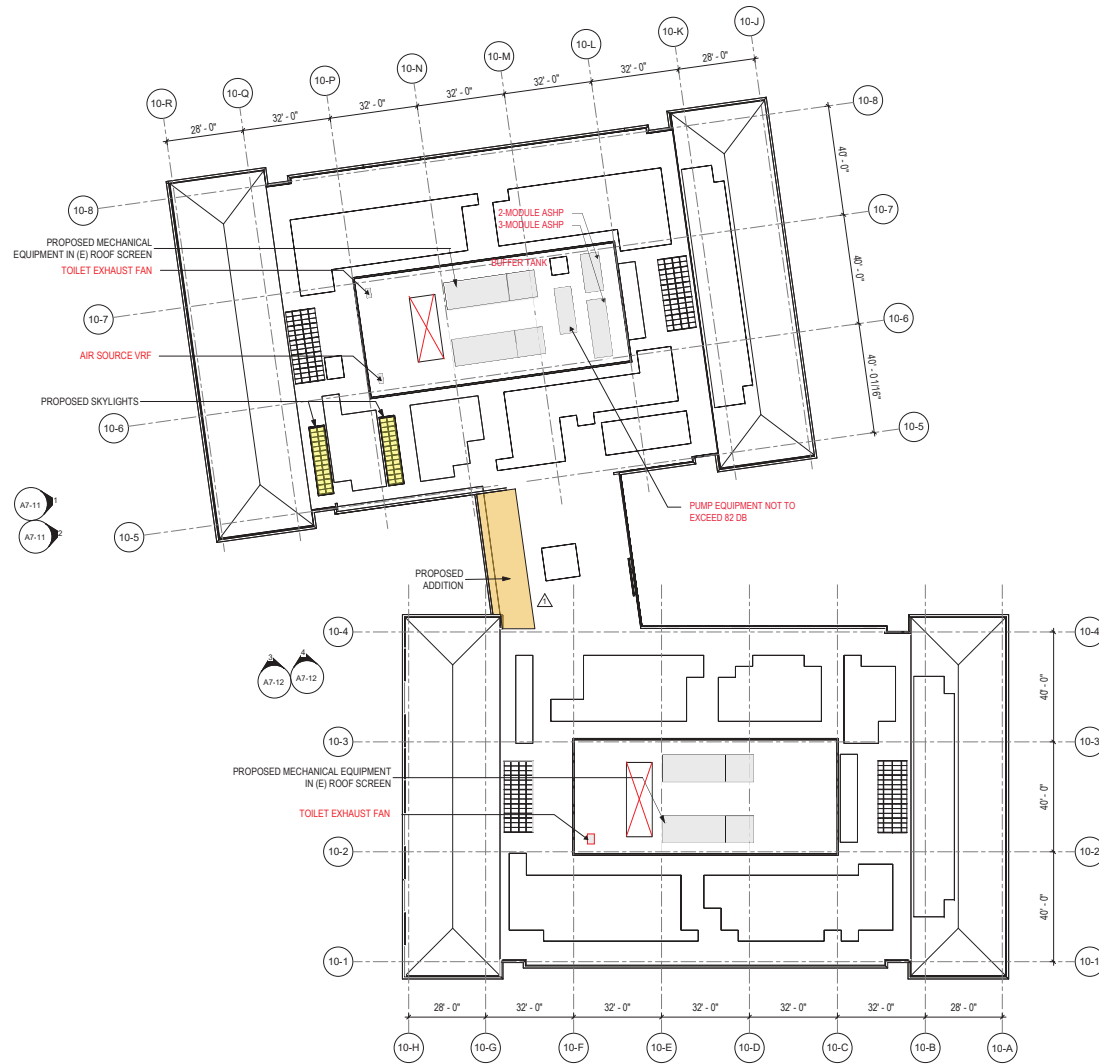 10-J
10-K
10-L
10-M
10-N
10-P
10-Q
10-R
28' - 0"
32' - 0"
32' - 0"
32' - 0"
32' - 0"
32' - 0"
28' - 0"
10-8
40' - 0"
10-8
10-7
2-MODULE ASHP
3-MODULE ASHP
PROPOSED MECHANICAL
EQUIPMENT IN (E) ROOF SCREEN
TOILET EXHAUST FAN
BUFFER TANK
40' - 0"
10-7
10-6
AIR SOURCE VRF
40' - 0 1/16"
PROPOSED SKYLIGHTS
10-6
10-5
A7-11
1
PUMP EQUIPMENT NOT TO
EXCEED 82 DB
A7-11
2
10-5
PROPOSED
ADDITION
1
10-4
10-4
3
A7-12
4
A7-12
40' - 0"
10-3
10-3
PROPOSED MECHANICAL EQUIPMENT
IN (E) ROOF SCREEN
40' - 0"
TOILET EXHAUST FAN
10-2
10-2
40' - 0"
10-1
10-1
28' - 0"
32' - 0"
32' - 0"
32' - 0"
32' - 0"
32' - 0"
28' - 0"
10-H
10-G
10-F
10-E
10-D
10-C
10-B
10-A